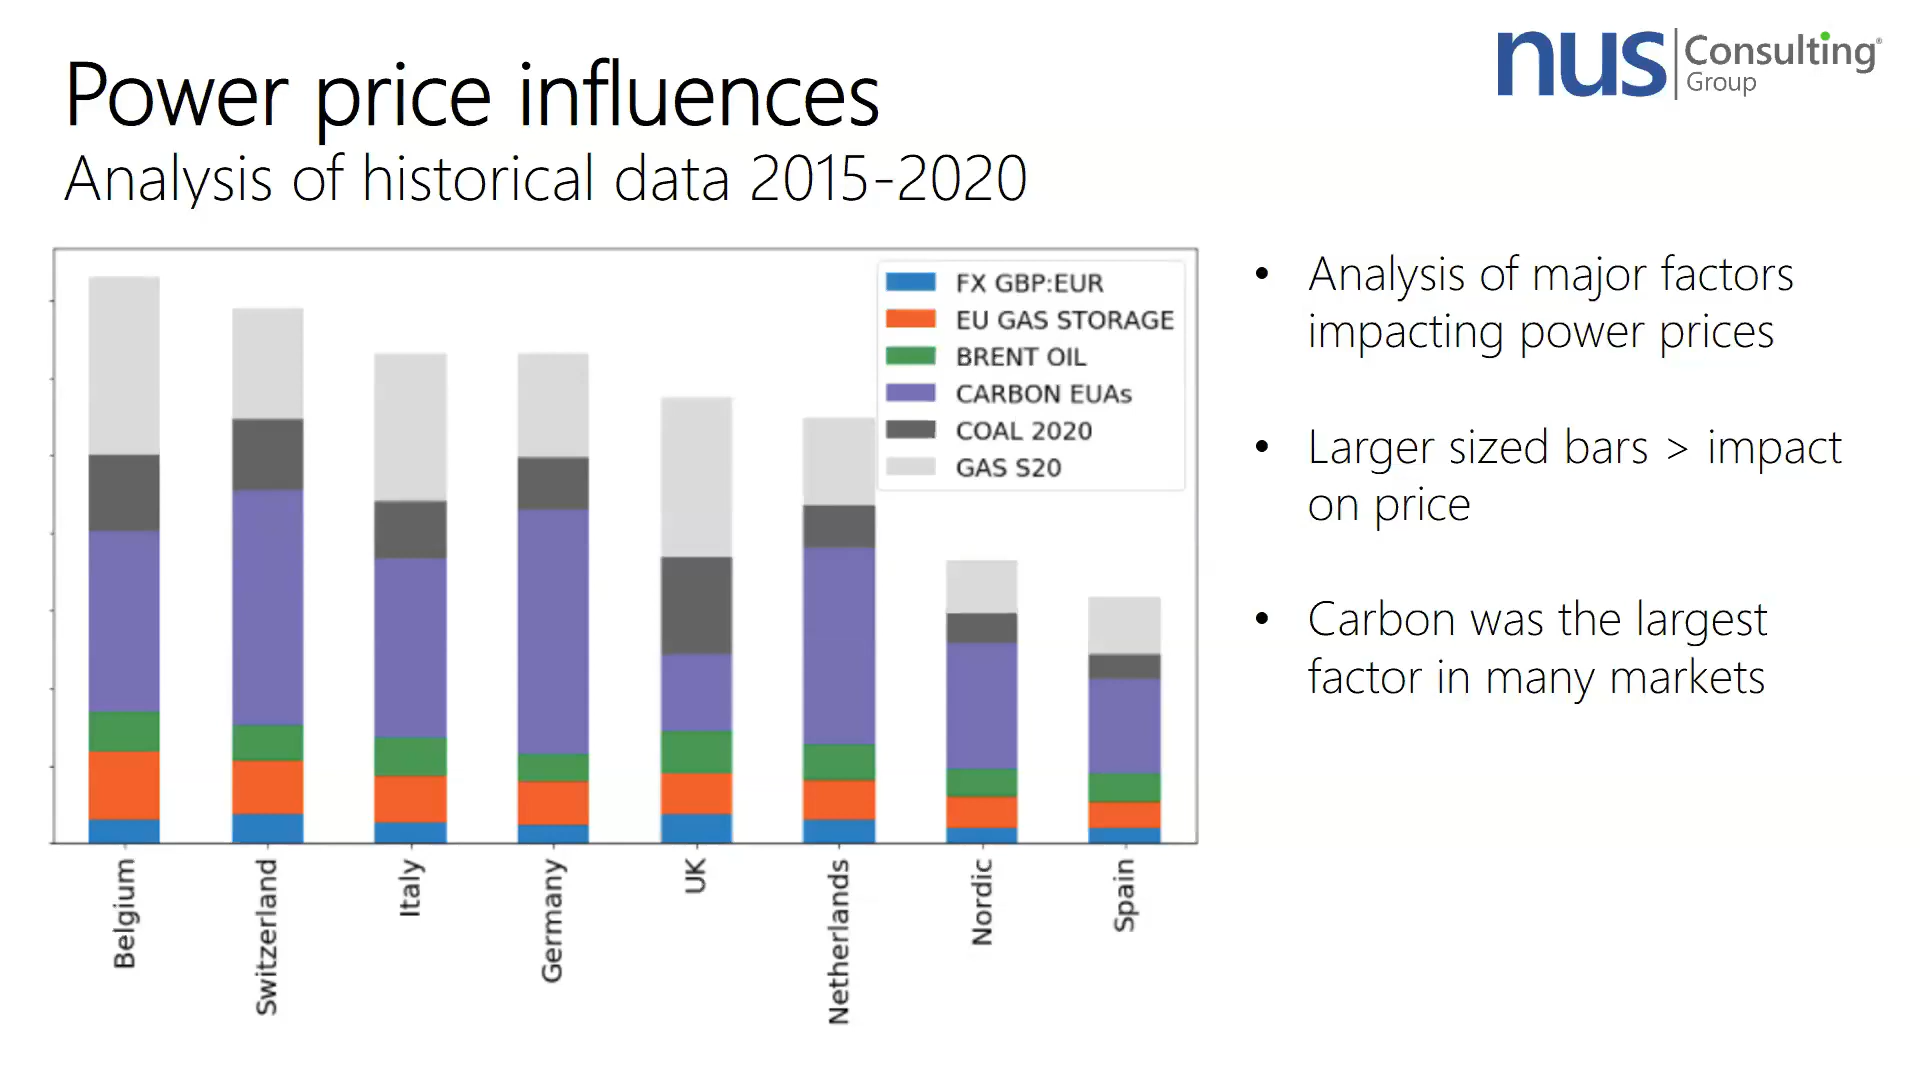 Power price influences
Analysis of historical data 2015-2020
nus Consulting®
Group
FX GBP:EUR
EU GAS STORAGE
BRENT OIL
CARBON EUAs
COAL 2020
GAS S20
Belgium
Switzerland
Italy
Germany
UK
Netherlands
Nordic
Spain
• Analysis of major factors
impacting power prices
• Larger sized bars > impact
on price
• Carbon was the largest
factor in many markets